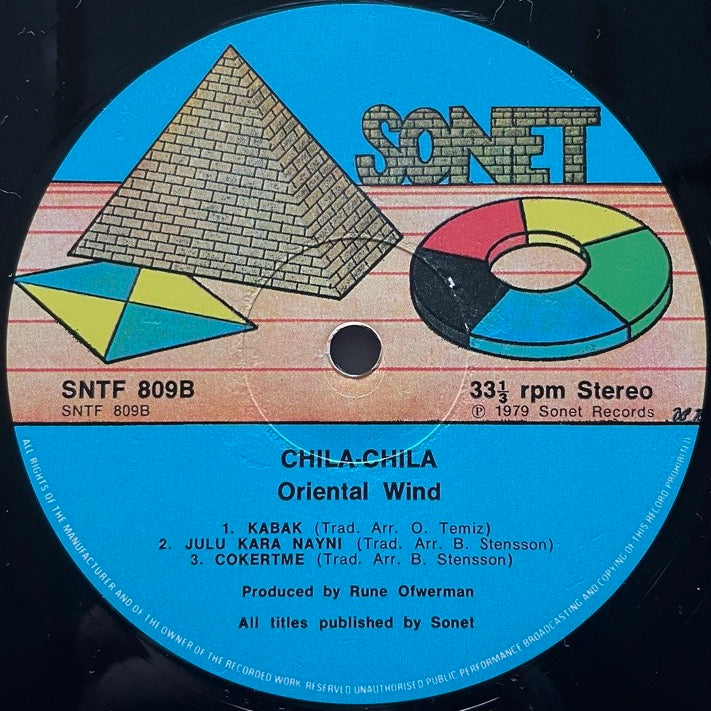 SONET
SNTF 809B
SNTF 809B
33⅓ rpm Stereo
℗ 1979 Sonet Records
CHILA-CHILA
Oriental Wind
1. KABAK (Trad. Arr. O. Temiz)
2. JULU KARA NAYNI (Trad. Arr. B. Stensson)
3. COKERTME (Trad. Arr. B. Stensson)
Produced by Rune Ofwerman
All titles published by Sonet
ALL RIGHTS OF THE MANUFACTURER AND OF THE OWNER OF THE RECORDED WORK RESERVED UNAUTHORISED PUBLIC PERFORMANCE BROADCASTING AND COPYING OF THIS RECORD PROHIBITED